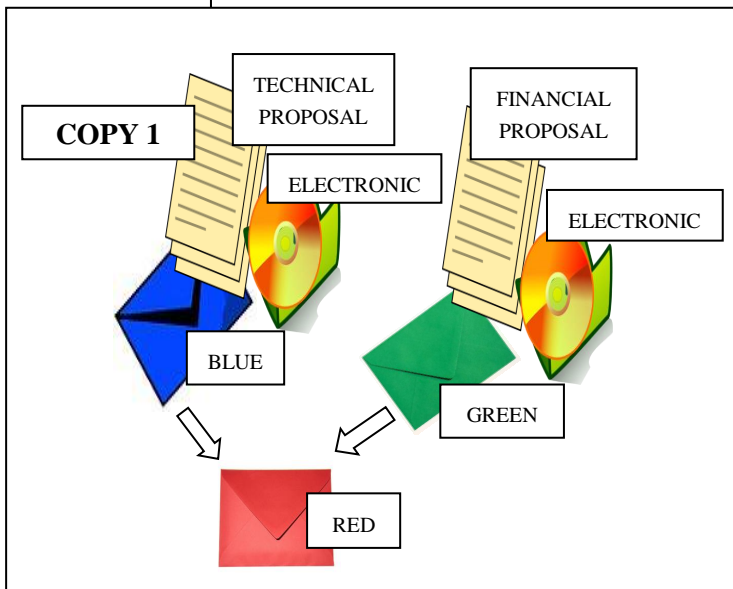 TECHNICAL
PROPOSAL
COPY 1
ELECTRONIC
BLUE
FINANCIAL
PROPOSAL
ELECTRONIC
GREEN
RED